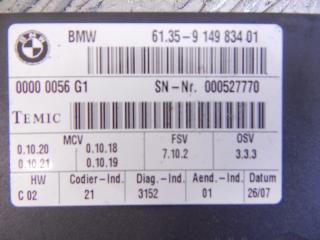 BMW 61.35-9 149 834 01
0000 0056 G1 SN-Nr. 000527770
TEMIC
MCV FSV OSV
0.10.20 0.10.18 7.10.2 3.3.3
0.10.21 0.10.19
HW Codier-Ind. Diag.-Ind. Aend.-Ind. Datum
C 02 21 3152 01 26/07